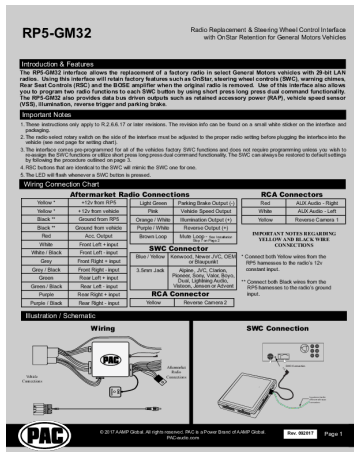 RP5-GM32
Radio Replacement & Steering Wheel Control Interface
with OnStar Retention for General Motors Vehicles
Introduction & Features
The RP5-GM32 interface allows the replacement of a factory radio in select General Motors vehicles with 29-bit LAN
radios. Using this interface will retain factory features such as OnStar, steering wheel controls (SWC), warning chimes,
Rear Seat Controls (RSC) and the BOSE amplifier when the original radio is removed. Use of this interface also allows
you to program two radio functions to each SWC button by using short press long press dual functionality.
The RP5-GM32 also provides data bus driven outputs such as retained accessory power (RAP), vehicle speed sensor
(VSS), illumination, reverse trigger and parking brake.
Important Notes
1. These instructions only apply to R.2.6.6.17 or later revisions. The revision info can be found on a small white sticker on the interface and
packaging.
2. The radio select rotary switch on the side of the interface must be adjusted to the proper radio setting before plugging the interface into the
vehicle (see next page for setting chart).
3. The interface comes pre-programmed for all of the vehicles factory SWC functions and does not require programming unless you wish to
re-assign the SWC functions or utilize short press long press dual functionality. The SWC can always be restored to default settings
by following the procedure outlined on page 3.
4. RSC buttons that are identical to the SWC will mimic the SWC one for one.
5. The LED will flash whenever a SWC button is pressed.
Wiring Connection Chart
Aftermarket Radio Connections
Yellow * +12v from RP5 Light Green Parking Brake Output (-)
Yellow * +12v from vehicle Pink Vehicle Speed Output
Black ** Ground from RP5 Orange / White Illumination Output (+)
Black ** Ground from vehicle Purple / White Reverse Output (+)
Red Acc. Output Brown Loop Mute Loop -
White Front Left + input
White / Black Front Left - input
Grey Front Right + input
Grey / Black Front Right - input
Green Rear Left + input
Green / Black Rear Left - input
Purple Rear Right + input
Purple / Black Rear Right - input
SWC Connector
Blue / Yellow Kenwood, Newer JVC, OEM
or Blaupunkt
3.5mm Jack Alpine, JVC, Clarion,
Pioneer, Sony, Valor, Boyo,
Dual, Lightning Audio,
Visteon, Jensen or Advent
RCA Connector
Yellow Reverse Camera 2
RCA Connectors
Red AUX Audio - Right
White AUX Audio - Left
Yellow Reverse Camera 1
IMPORTANT NOTES REGARDING
YELLOW AND BLACK WIRE
CONNECTIONS
* Connect both Yellow wires from the
RP5 harnesses to the radio's 12v
constant input.
** Connect both Black wires from the
RP5 harnesses to the radio's ground
input.
Illustration / Schematic
Wiring
SWC Connection
Vehicle
Connections
Aftermarket
Radio
Connections
PAC
© 2017 AAMP Global. All rights reserved. PAC is a Power Brand of AAMP Global.
PAC-audio.com
Rev. 092017
Page 1